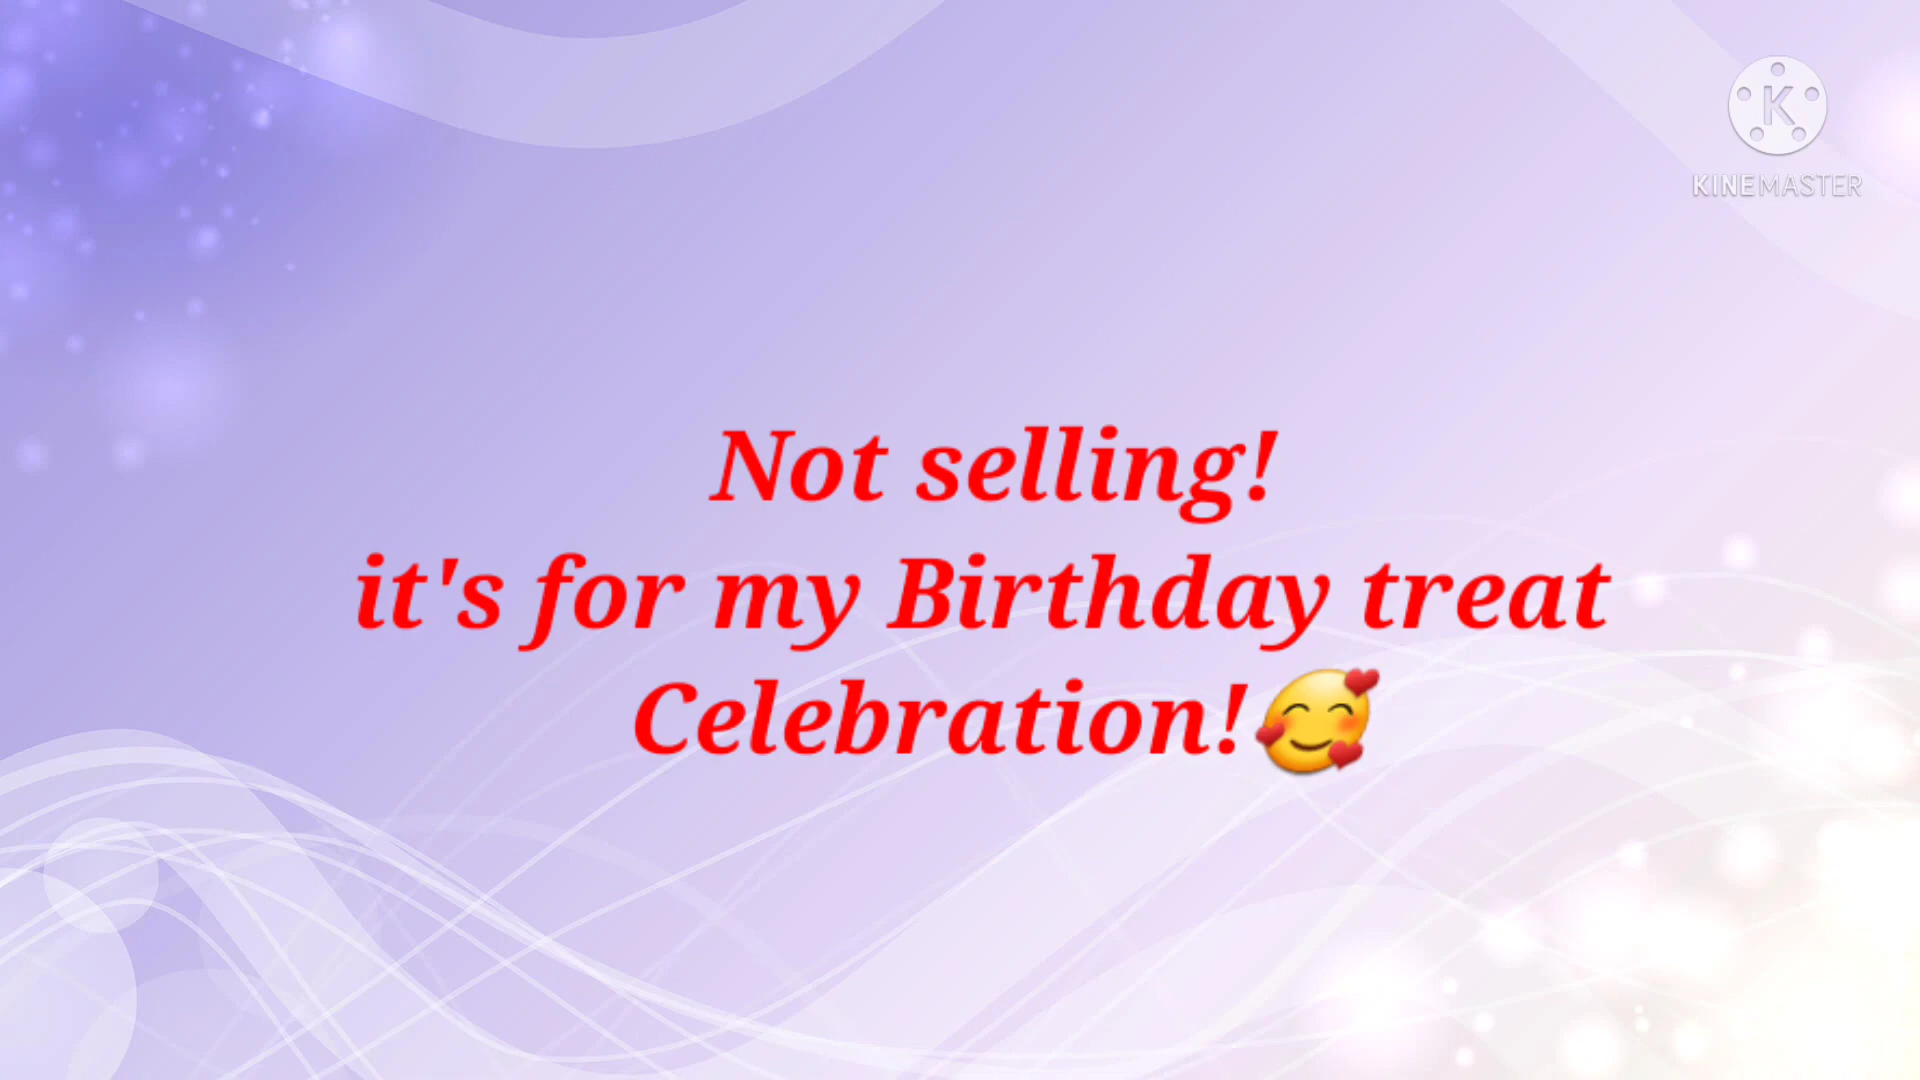 K
KINEMASTER
Not selling!
it's for my Birthday treat
Celebration!🥰